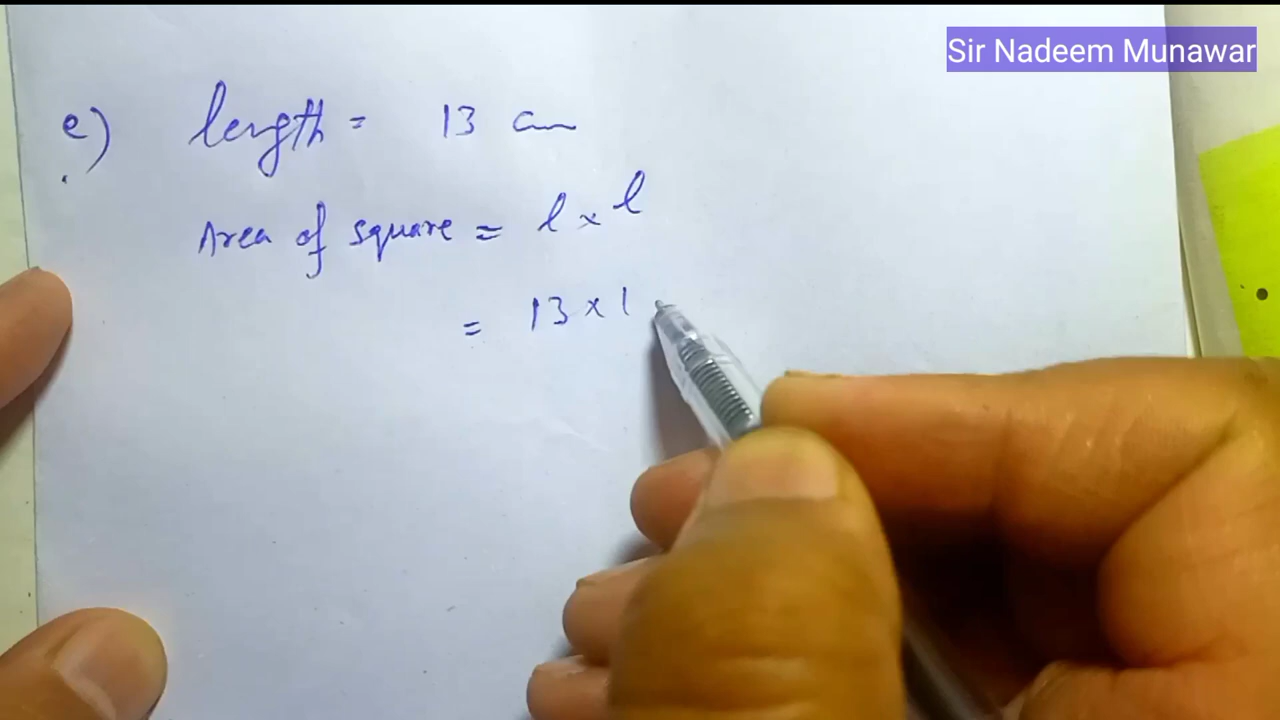 Sir Nadeem Munawar
e) length = 13 cm
Area of square = l × l
= 13 × 1